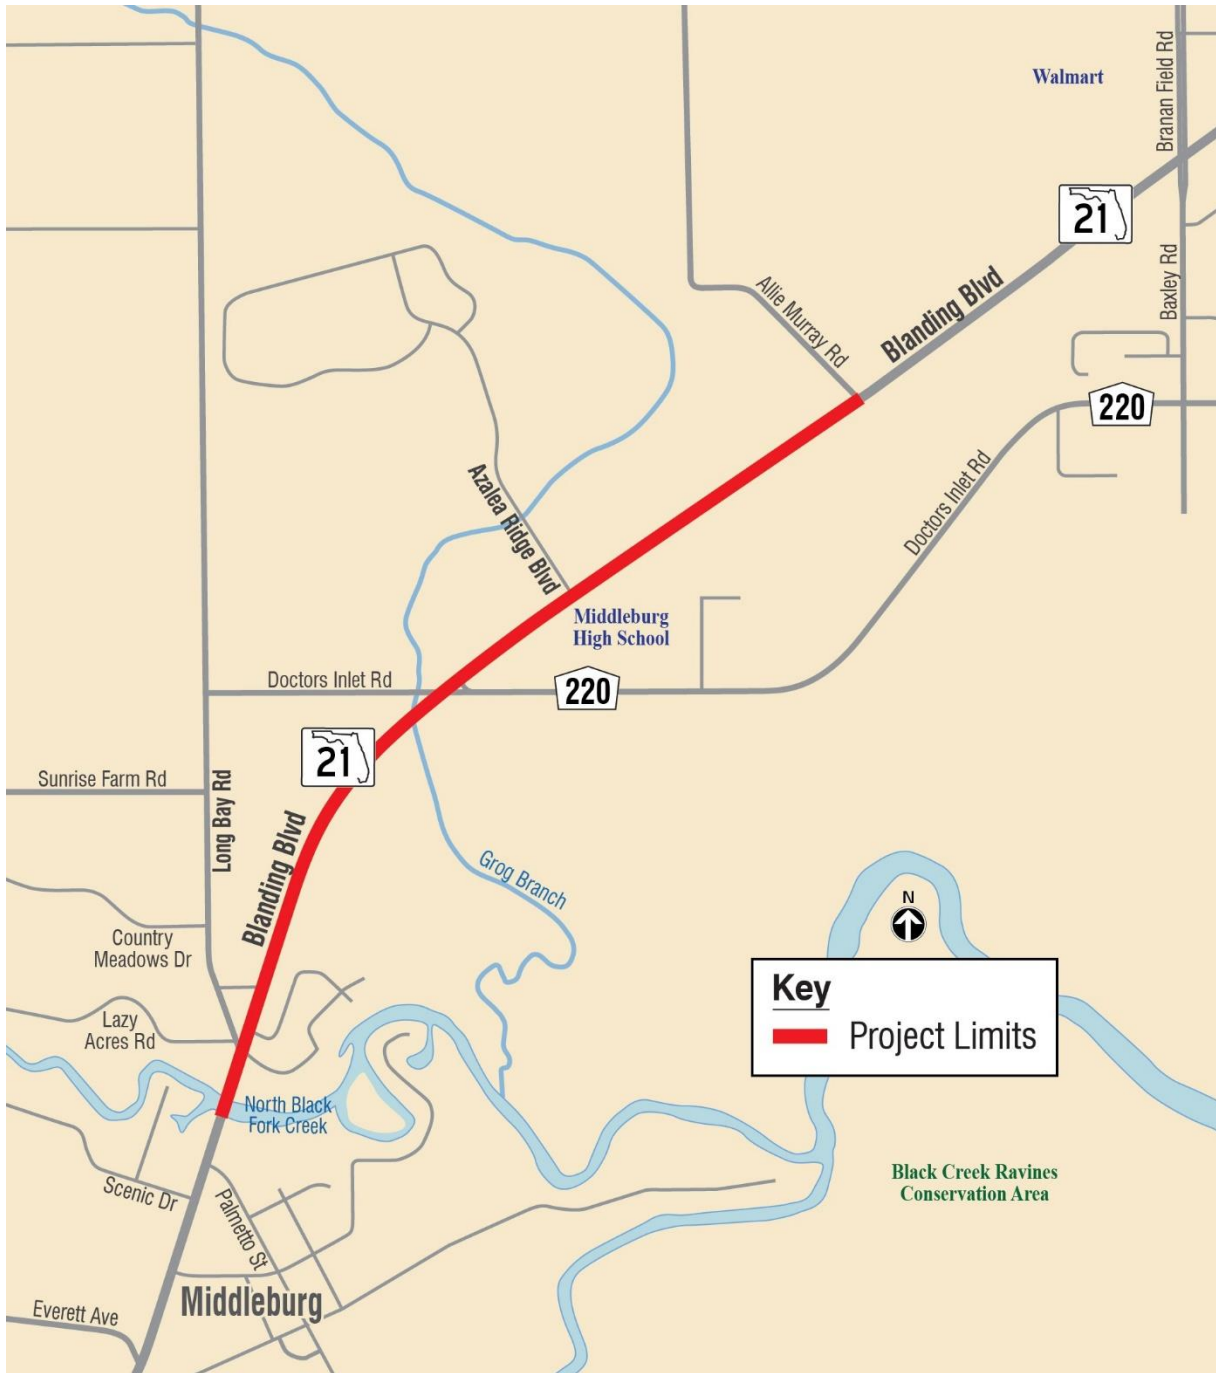 Walmart
Branan Field Rd
21
Allie Murray Rd
Blanding Blvd
Baxley Rd
220
Azalea Ridge Blvd
Doctors Inlet Rd
Middleburg
High School
Doctors Inlet Rd
220
21
Sunrise Farm Rd
Long Bay Rd
Blanding Blvd
Grog Branch
N
Country
Meadows Dr
Key
Project Limits
Lazy
Acres Rd
North Black
Fork Creek
Black Creek Ravines
Conservation Area
Scenic Dr
Palmetto St
Middleburg
Everett Ave